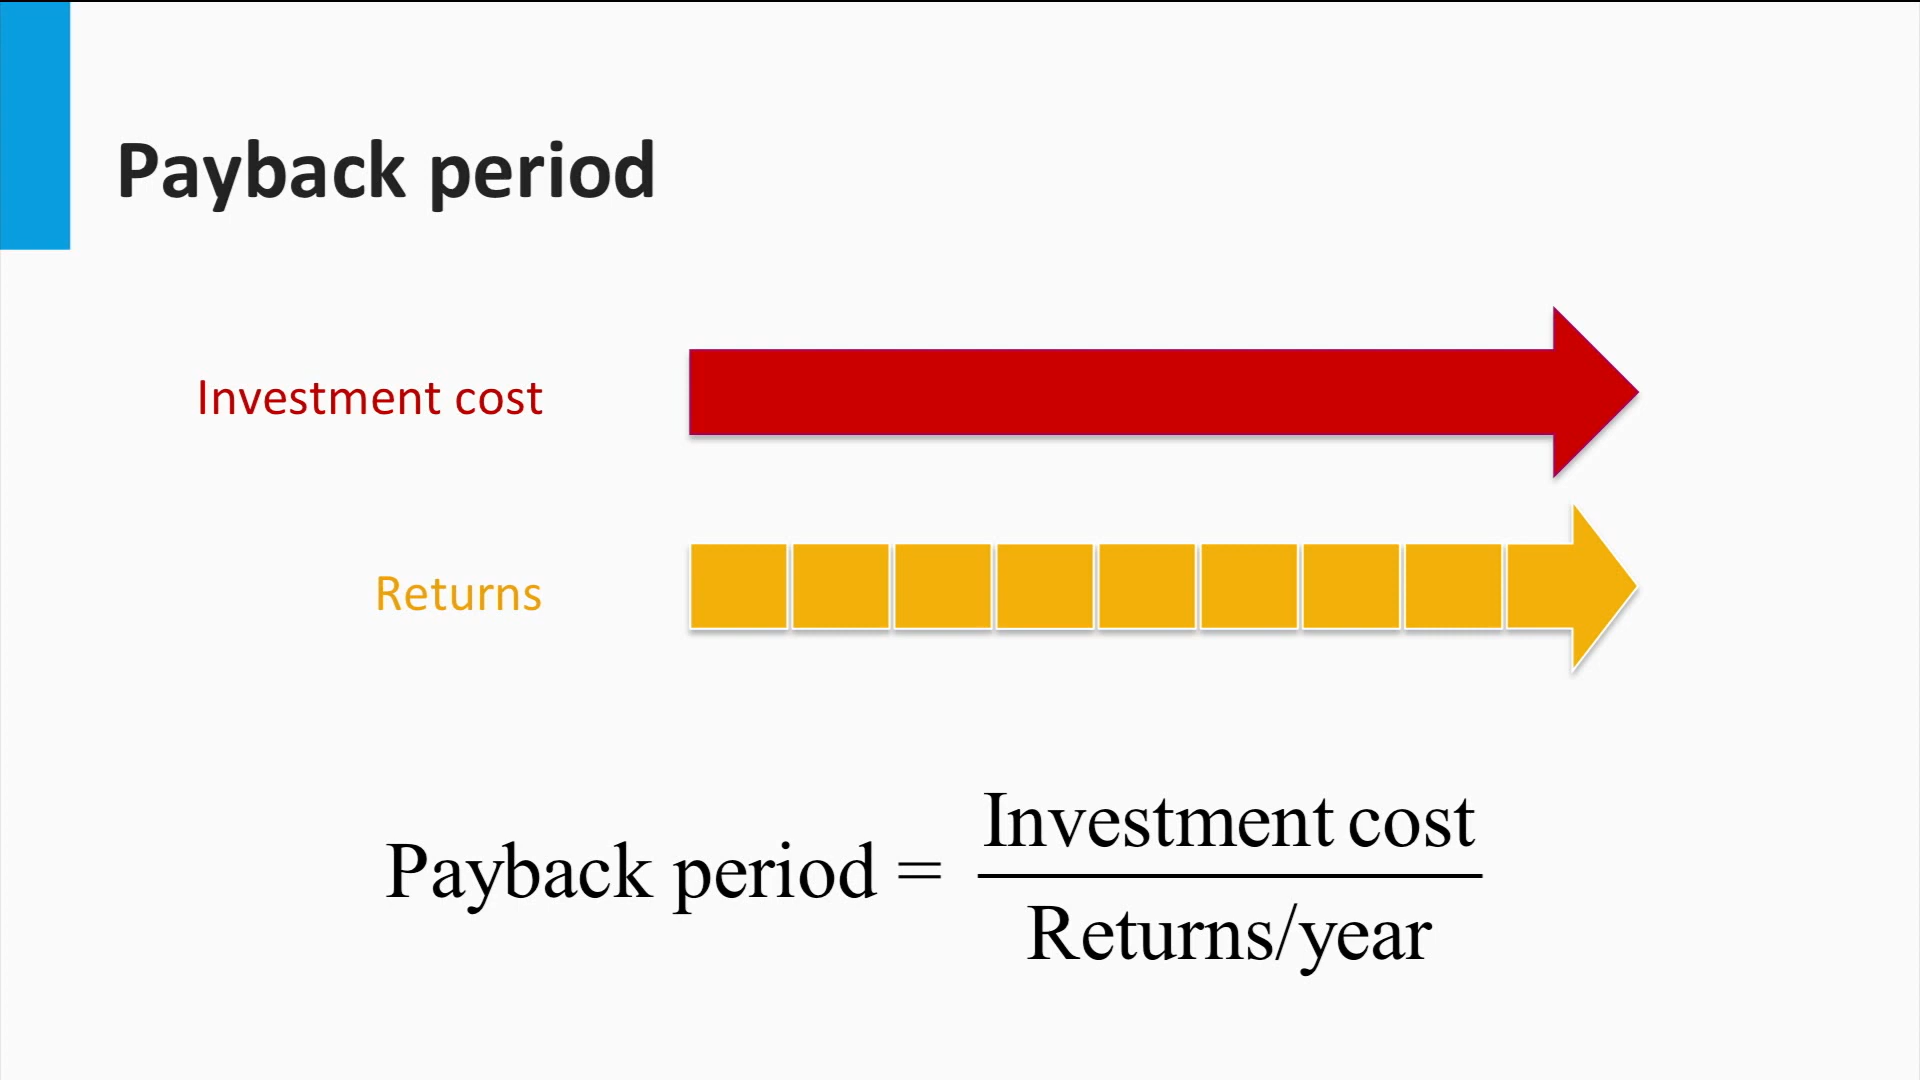 Payback period
Investment cost
Returns
Payback period = Investment cost
Returns/year